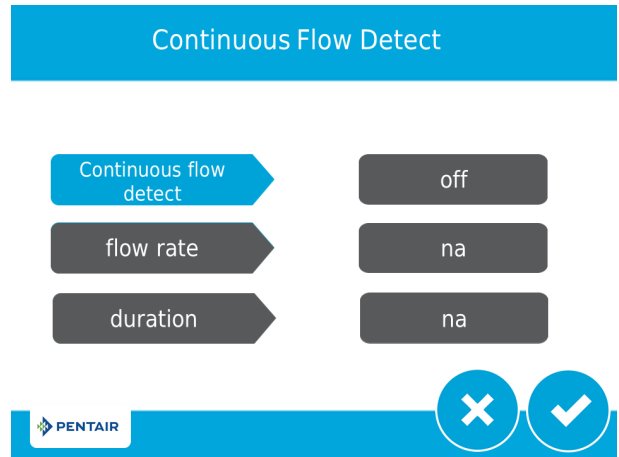 Continuous Flow Detect
Continuous flow
detect
off
flow rate
na
duration
na
PENTAIR